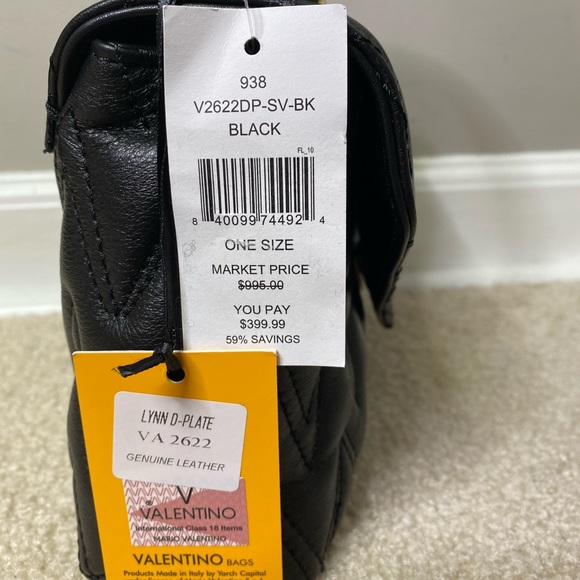 938
V2622DP-SV-BK
BLACK
FL_10
8 40099 74492 4
ONE SIZE
MARKET PRICE
$995.00
YOU PAY
$399.99
59% SAVINGS
LYNN D-PLATE
VA 2622
GENUINE LEATHER
V
® VALENTINO
International Class 18 Items
MARIO VALENTINO
VALENTINO BAGS
Products Made in Italy by Yarch Capital